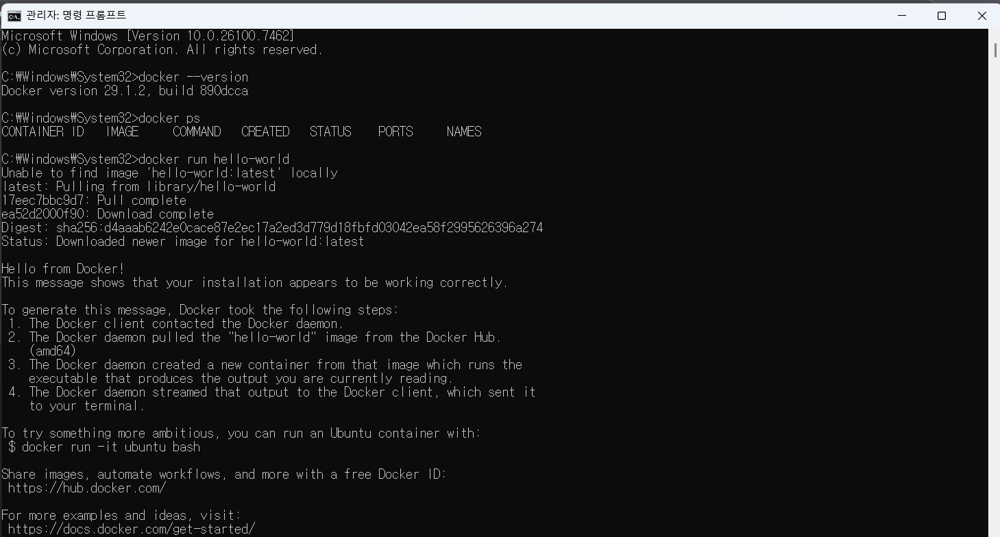 관리자: 명령 프롬프트
Microsoft Windows [Version 10.0.26100.7462]
(c) Microsoft Corporation. All rights reserved.
C:₩Windows₩System32>docker --version
Docker version 29.1.2, build 890dcca
C:₩Windows₩System32>docker ps
CONTAINER ID   IMAGE     COMMAND   CREATED   STATUS    PORTS     NAMES
C:₩Windows₩System32>docker run hello-world
Unable to find image 'hello-world:latest' locally
latest: Pulling from library/hello-world
17eec7bbc9d7: Pull complete
ea52d2000f90: Download complete
Digest: sha256:d4aaab6242e0cace87e2ec17a2ed3d779d18fbfd03042ea58f2995626396a274
Status: Downloaded newer image for hello-world:latest
Hello from Docker!
This message shows that your installation appears to be working correctly.
To generate this message, Docker took the following steps:
 1. The Docker client contacted the Docker daemon.
 2. The Docker daemon pulled the "hello-world" image from the Docker Hub.
    (amd64)
 3. The Docker daemon created a new container from that image which runs the
    executable that produces the output you are currently reading.
 4. The Docker daemon streamed that output to the Docker client, which sent it
    to your terminal.
To try something more ambitious, you can run an Ubuntu container with:
 $ docker run -it ubuntu bash
Share images, automate workflows, and more with a free Docker ID:
 https://hub.docker.com/
For more examples and ideas, visit:
 https://docs.docker.com/get-started/